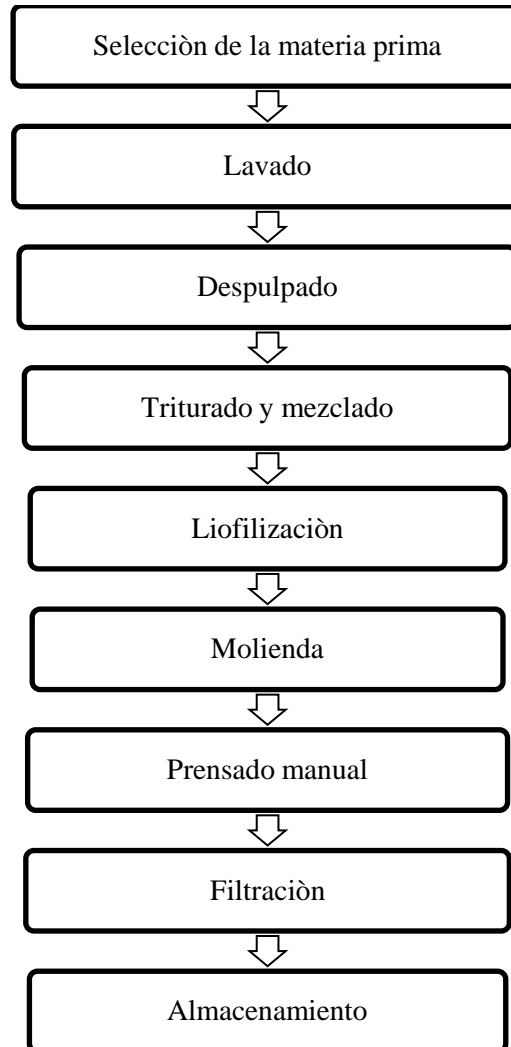 Selecciòn de la materia prima
Lavado
Despulpado
Triturado y mezclado
Liofilizaciòn
Molienda
Prensado manual
Filtraciòn
Almacenamiento